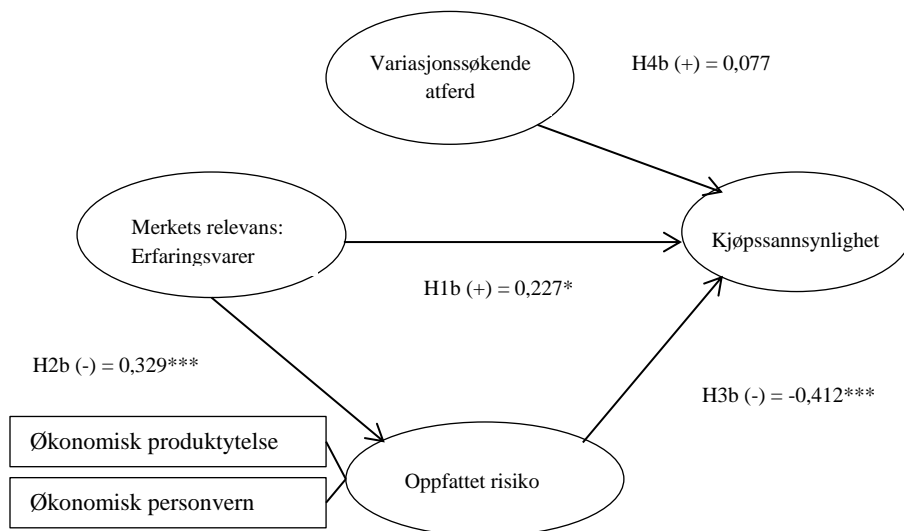 Variasjonssøkende
atferd
H4b (+) = 0,077
Merkets relevans:
Erfaringsvarer
Kjøpssannsynlighet
H1b (+) = 0,227*
H2b (-) = 0,329***
H3b (-) = -0,412***
Økonomisk produktytelse
Økonomisk personvern
Oppfattet risiko